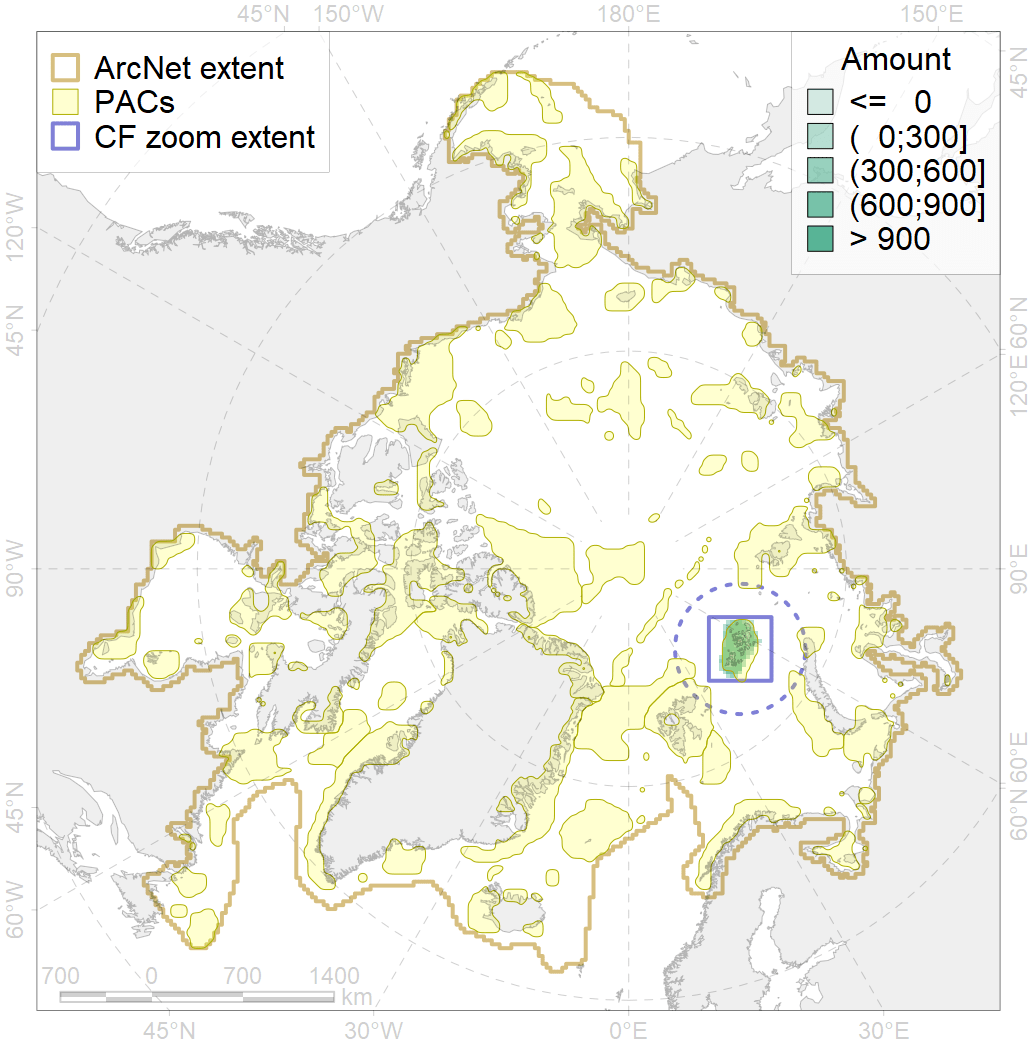 45°N 150°W 180°E 150°E
ArcNet extent
PACs
CF zoom extent
Amount
<= 0
( 0;300]
(300;600]
(600;900]
> 900
45°N
120°W
45°N
90°W
45°N
60°W
60°N
120°E
90°E
60°E
60°N
700 0 700 1400
km
45°N 30°W 0°E 30°E